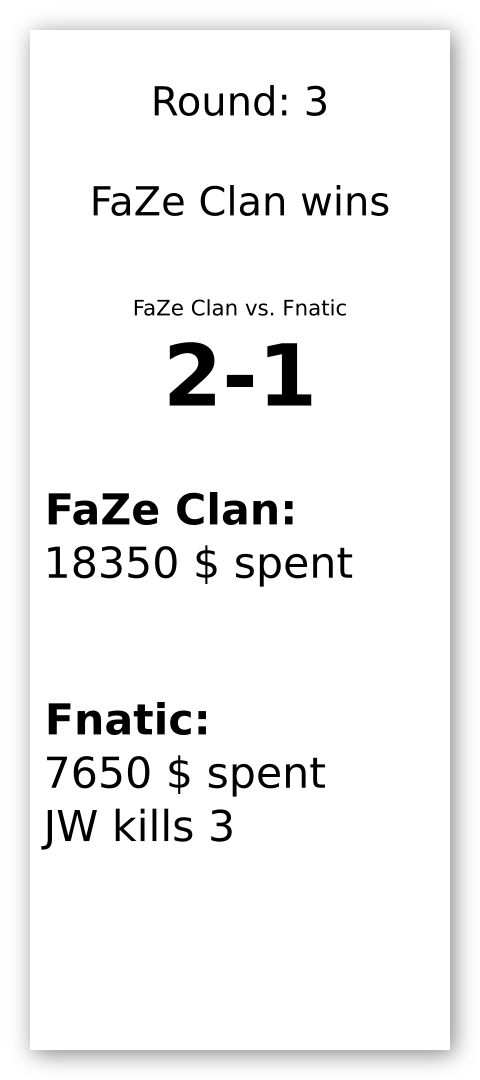 Round: 3
FaZe Clan wins
FaZe Clan vs. Fnatic
2-1
FaZe Clan:
18350 $ spent
Fnatic:
7650 $ spent
JW kills 3